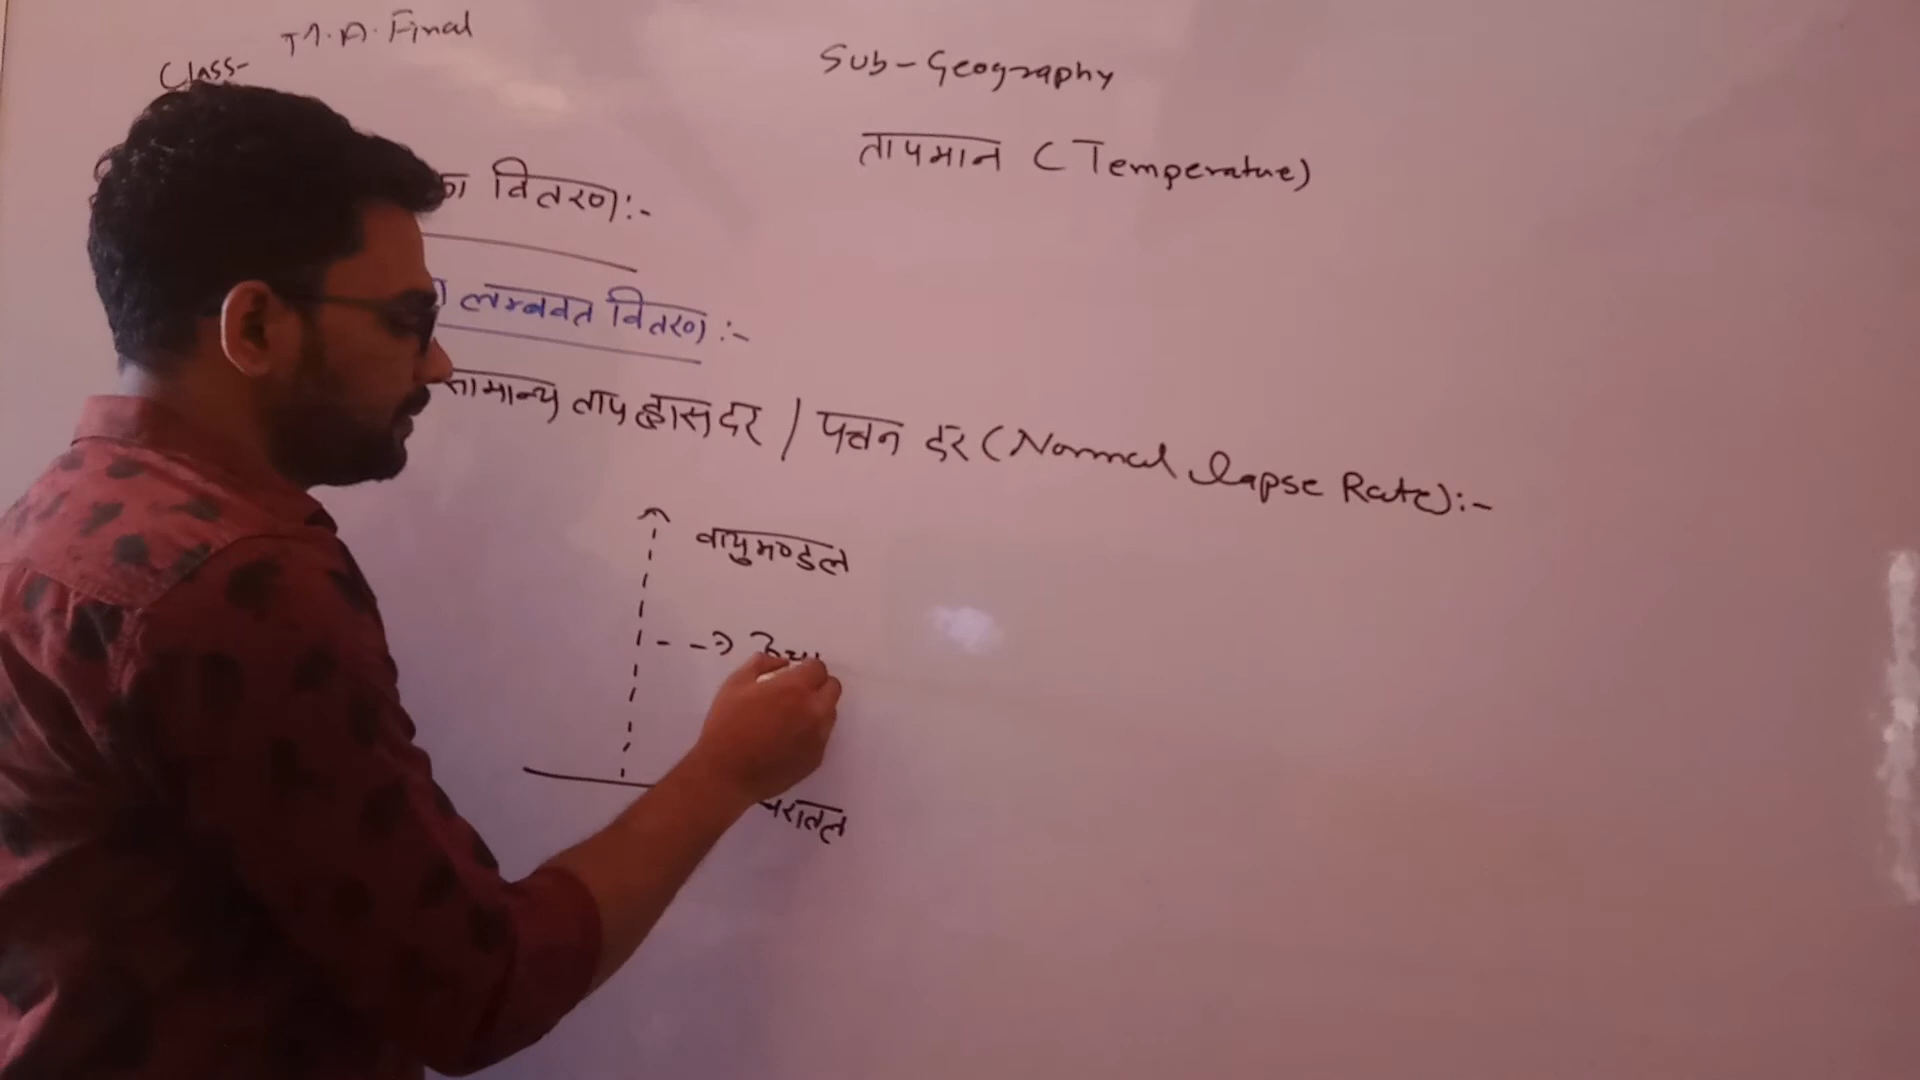 Class- M.A. Final
Sub-Geography
तापमान (Temperature)
का वितरण:-
लम्बवत वितरण:-
सामान्य ताप ह्रास दर / पतन दर (Normal lapse Rate):-
वायुमण्डल
धरातल